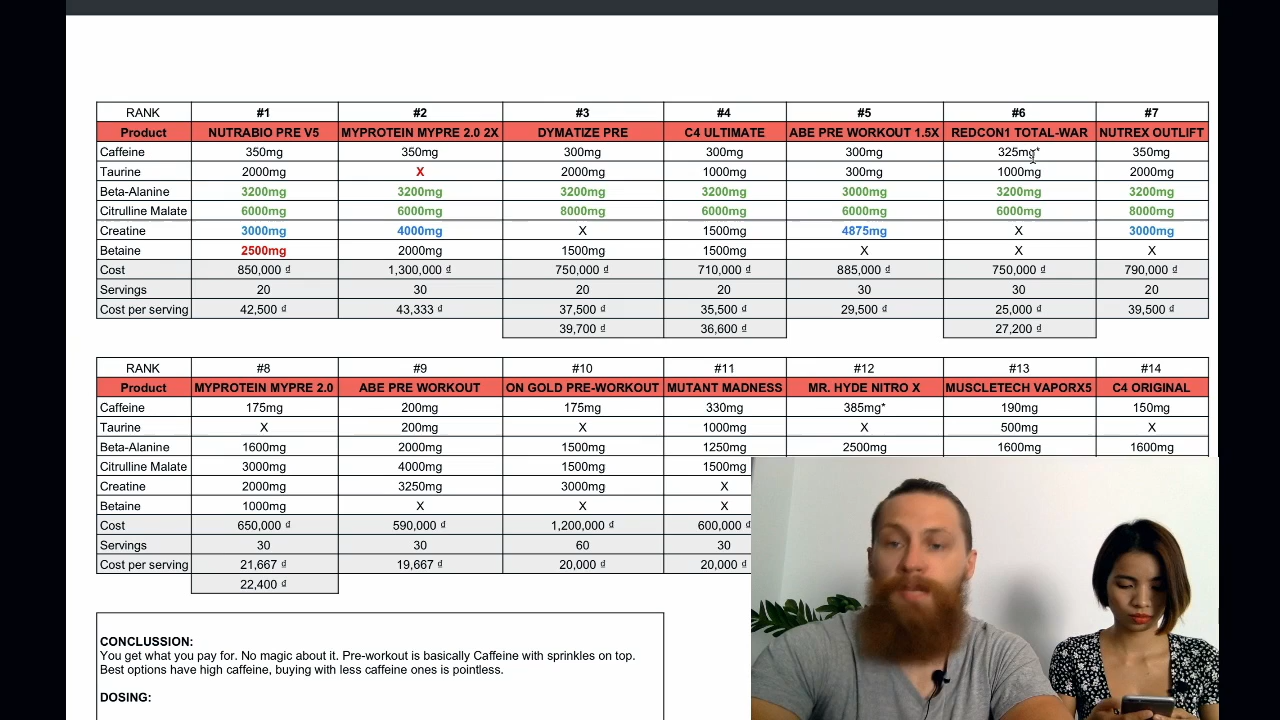 RANK #1 #2 #3 #4 #5 #6 #7
Product NUTRABIO PRE V5 MYPROTEIN MYPRE 2.0 2X DYMATIZE PRE C4 ULTIMATE ABE PRE WORKOUT 1.5X REDCON1 TOTAL-WAR NUTREX OUTLIFT
Caffeine 350mg 350mg 300mg 300mg 300mg 325mg* 350mg
Taurine 2000mg X 2000mg 1000mg 300mg 1000mg 2000mg
Beta-Alanine 3200mg 3200mg 3200mg 3200mg 3000mg 3200mg 3200mg
Citrulline Malate 6000mg 6000mg 8000mg 6000mg 6000mg 6000mg 8000mg
Creatine 3000mg 4000mg X 1500mg 4875mg X 3000mg
Betaine 2500mg 2000mg 1500mg 1500mg X X X
Cost 850,000 ₫ 1,300,000 ₫ 750,000 ₫ 710,000 ₫ 885,000 ₫ 750,000 ₫ 790,000 ₫
Servings 20 30 20 20 30 30 20
Cost per serving 42,500 ₫ 43,333 ₫ 37,500 ₫ 35,500 ₫ 29,500 ₫ 25,000 ₫ 39,500 ₫
39,700 ₫ 36,600 ₫ 27,200 ₫
RANK #8 #9 #10 #11 #12 #13 #14
Product MYPROTEIN MYPRE 2.0 ABE PRE WORKOUT ON GOLD PRE-WORKOUT MUTANT MADNESS MR. HYDE NITRO X MUSCLETECH VAPORX5 C4 ORIGINAL
Caffeine 175mg 200mg 175mg 330mg 385mg* 190mg 150mg
Taurine X 200mg X 1000mg X 500mg X
Beta-Alanine 1600mg 2000mg 1500mg 1250mg 2500mg 1600mg 1600mg
Citrulline Malate 3000mg 4000mg 1500mg 1500mg
Creatine 2000mg 3250mg 3000mg X
Betaine 1000mg X X X
Cost 650,000 ₫ 590,000 ₫ 1,200,000 ₫ 600,000 ₫
Servings 30 30 60 30
Cost per serving 21,667 ₫ 19,667 ₫ 20,000 ₫ 20,000 ₫
22,400 ₫
CONCLUSSION:
You get what you pay for. No magic about it. Pre-workout is basically Caffeine with sprinkles on top.
Best options have high caffeine, buying with less caffeine ones is pointless.
DOSING: